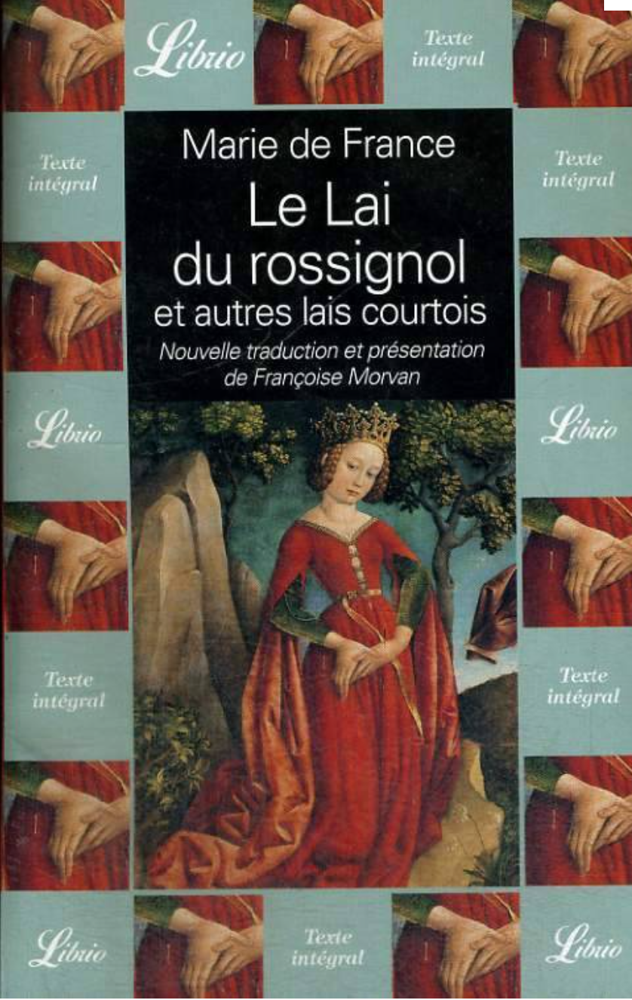 Librio
Texte
intégral
Texte
intégral
Marie de France
Le Lai
du rossignol
et autres lais courtois
Nouvelle traduction et présentation
de Françoise Morvan
Texte
intégral
Librio
Librio
Texte
intégral
Texte
intégral
Librio
Texte
intégral
Librio